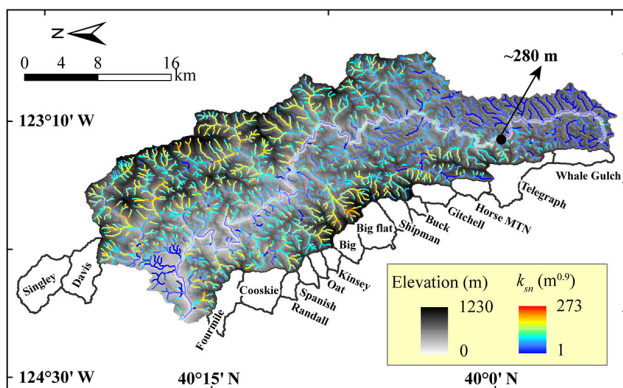 N
0 4 8 16
km
~280 m
123°10' W
Whale Gulch
Telegraph
Horse MTN
Gitchell
Buck
Shipman
Big flat
Big
Kinsey
Oat
Spanish
Randall
Cooskie
Fourmile
Davis
Singley
Elevation (m)
1230
0
ksn (m^0.9)
273
1
124°30' W
40°15' N
40°0' N